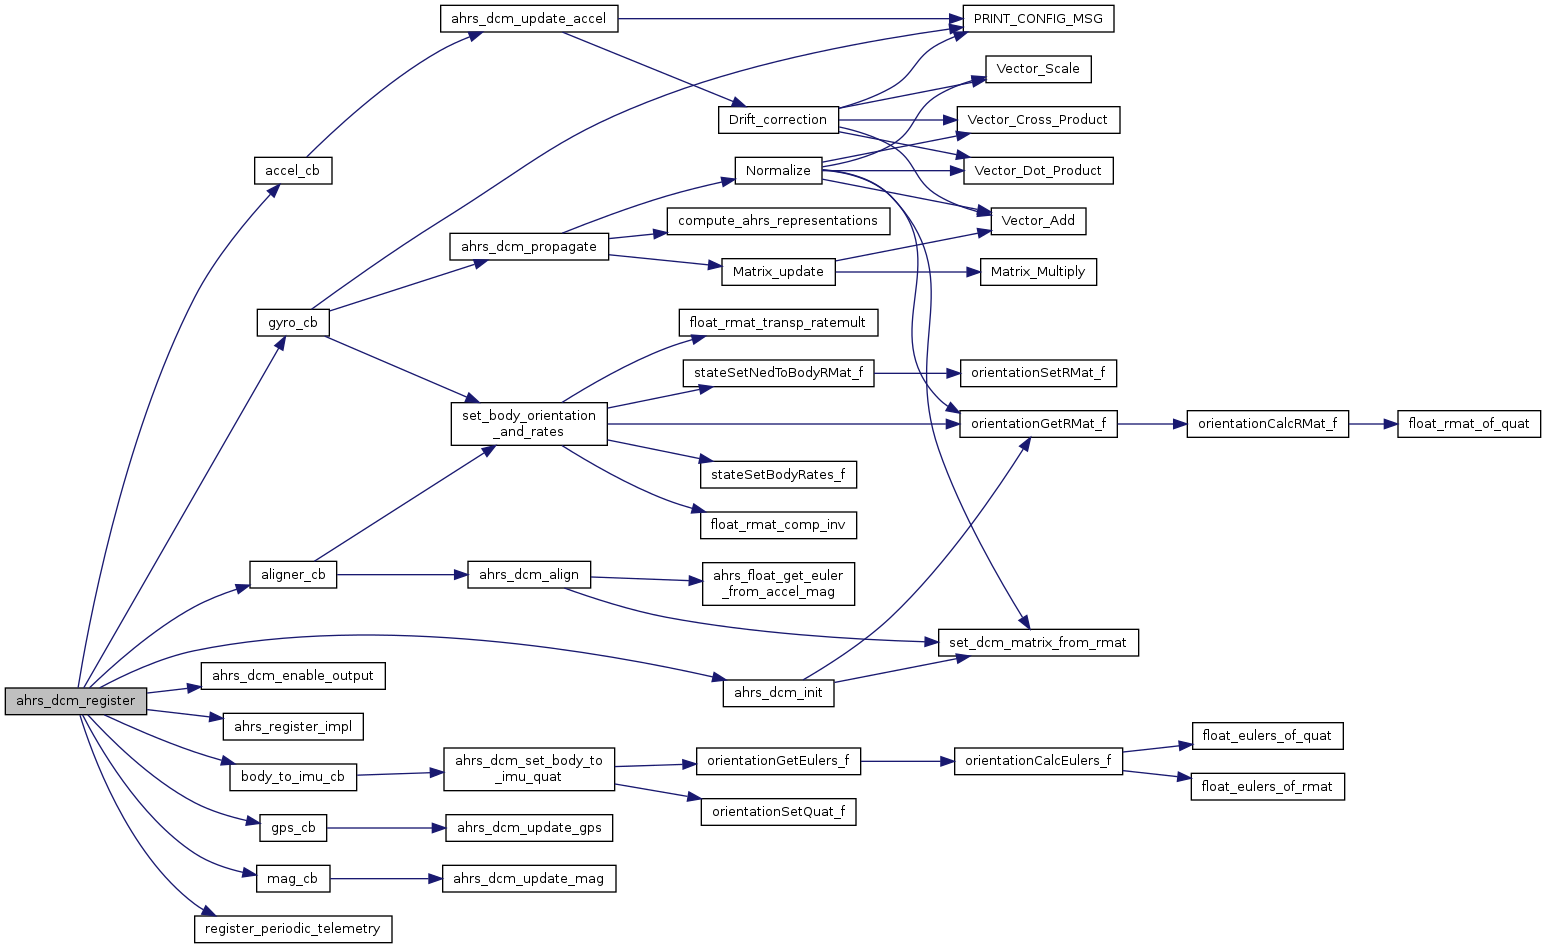 ahrs_dcm_update_accel
PRINT_CONFIG_MSG
Vector_Scale
Drift_correction
Vector_Cross_Product
accel_cb
Normalize
Vector_Dot_Product
compute_ahrs_representations
Vector_Add
ahrs_dcm_propagate
Matrix_update
Matrix_Multiply
gyro_cb
float_rmat_transp_ratemult
stateSetNedToBodyRMat_f
orientationSetRMat_f
set_body_orientation
_and_rates
orientationGetRMat_f
orientationCalcRMat_f
float_rmat_of_quat
stateSetBodyRates_f
float_rmat_comp_inv
aligner_cb
ahrs_dcm_align
ahrs_float_get_euler
_from_accel_mag
set_dcm_matrix_from_rmat
ahrs_dcm_enable_output
ahrs_dcm_init
ahrs_dcm_register
ahrs_register_impl
float_eulers_of_quat
body_to_imu_cb
ahrs_dcm_set_body_to
_imu_quat
orientationGetEulers_f
orientationCalcEulers_f
float_eulers_of_rmat
orientationSetQuat_f
gps_cb
ahrs_dcm_update_gps
mag_cb
ahrs_dcm_update_mag
register_periodic_telemetry